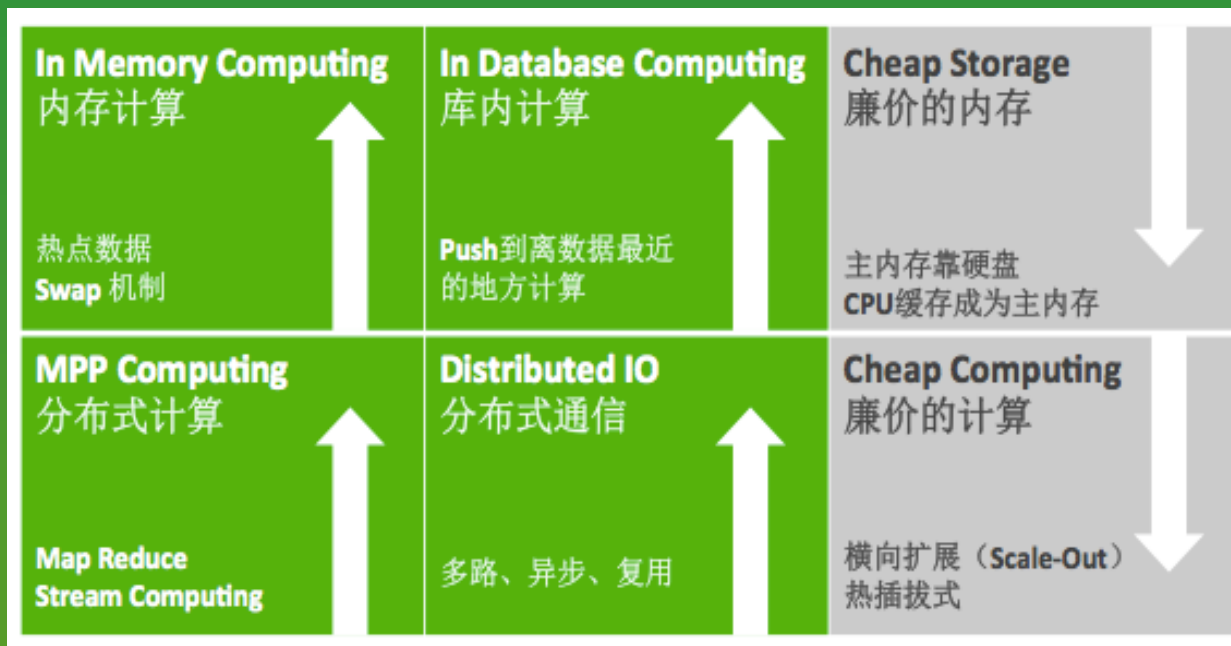 In Memory Computing
内存计算
热点数据
Swap 机制
In Database Computing
库内计算
Push到离数据最近
的地方计算
Cheap Storage
廉价的内存
主内存靠硬盘
CPU缓存成为主内存
MPP Computing
分布式计算
Map Reduce
Stream Computing
Distributed IO
分布式通信
多路、异步、复用
Cheap Computing
廉价的计算
横向扩展（Scale-Out）
热插拔式